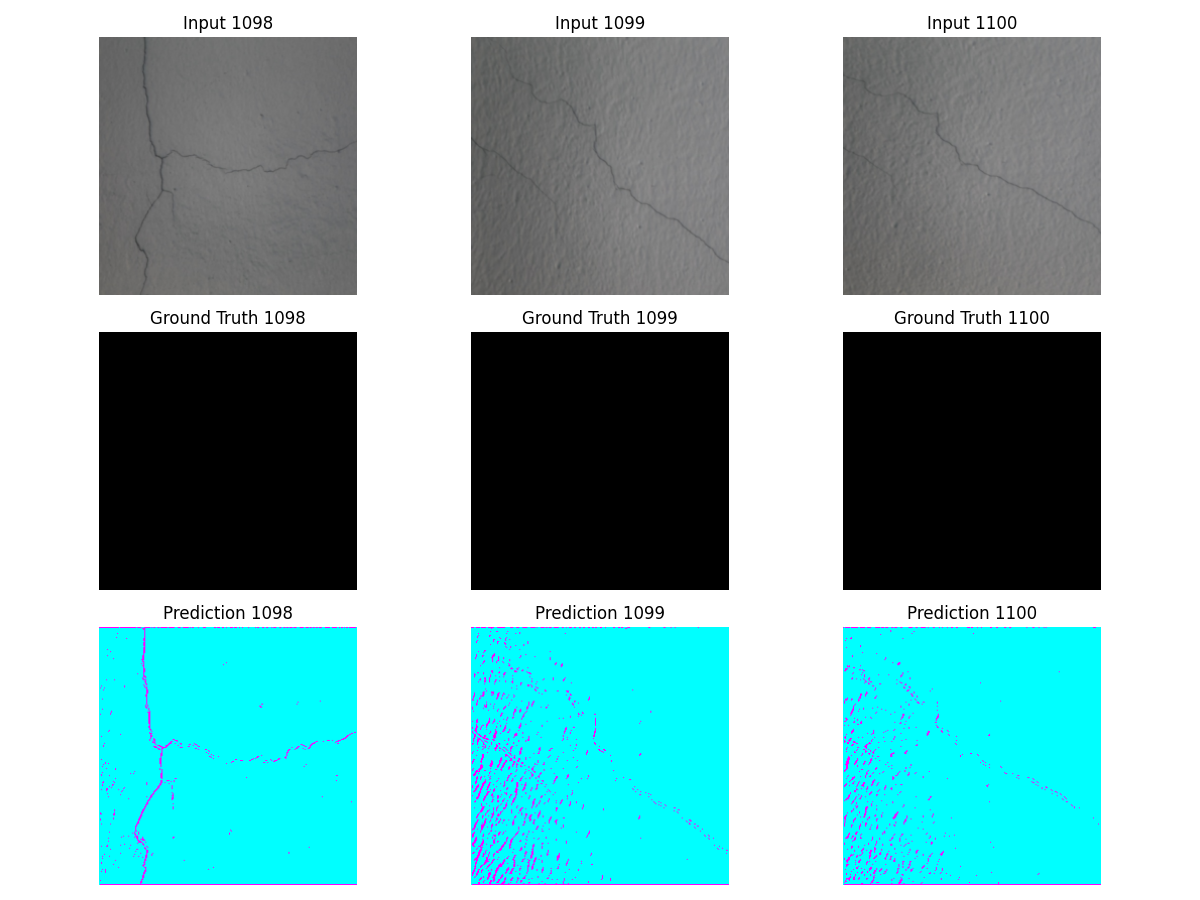 Input 1098
Input 1099
Input 1100
Ground Truth 1098
Ground Truth 1099
Ground Truth 1100
Prediction 1098
Prediction 1099
Prediction 1100